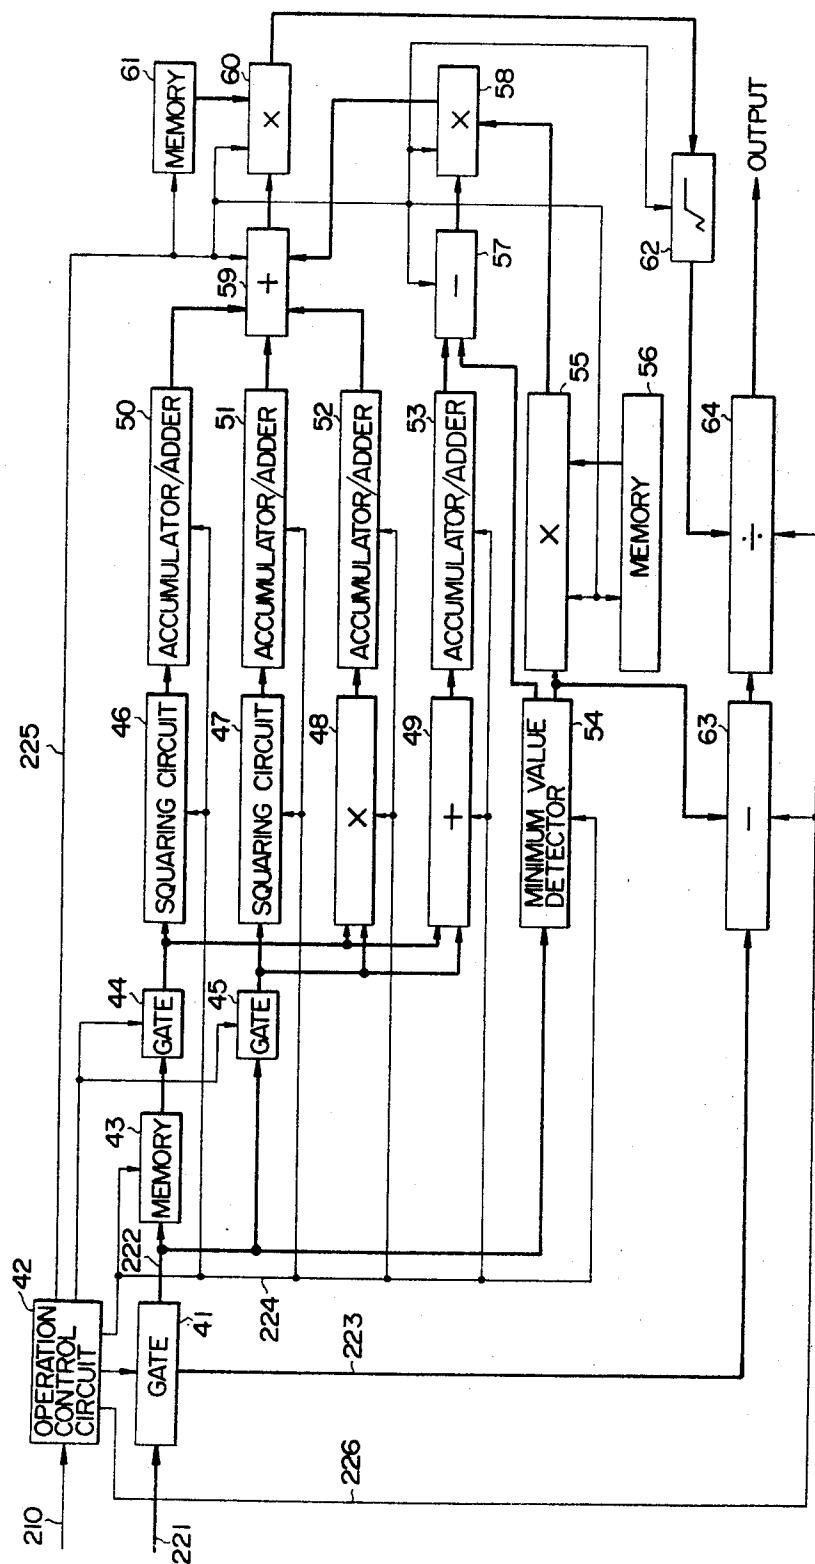 210
OPERATION
CONTROL
CIRCUIT
42
221
GATE
41
222
223
224
225
226
MEMORY
43
GATE
44
GATE
45
SQUARING CIRCUIT
46
SQUARING CIRCUIT
47
×
48
+
49
ACCUMULATOR/ADDER
50
ACCUMULATOR/ADDER
51
ACCUMULATOR/ADDER
52
ACCUMULATOR/ADDER
53
MINIMUM VALUE
DETECTOR
54
×
55
MEMORY
56
−
57
×
58
+
59
×
60
MEMORY
61
√
62
−
63
÷
64
OUTPUT